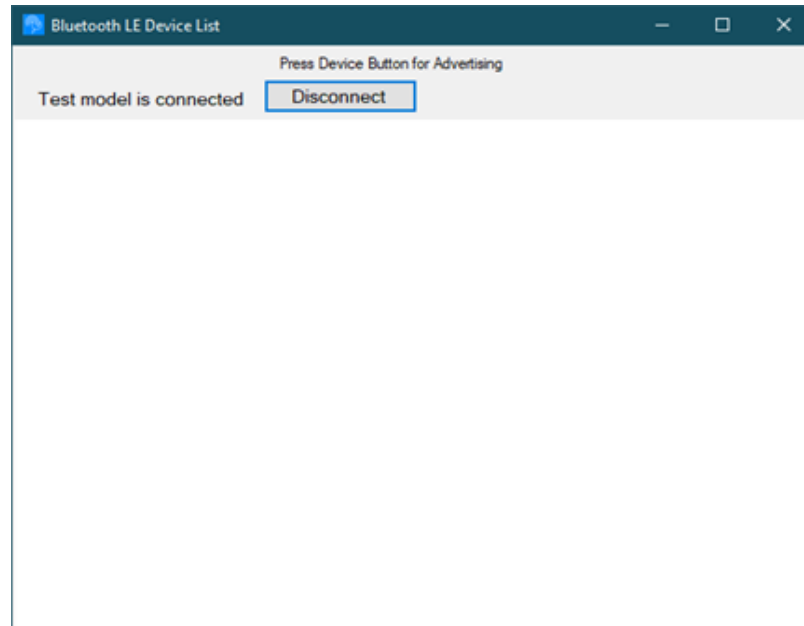 Bluetooth LE Device List
Press Device Button for Advertising
Test model is connected
Disconnect